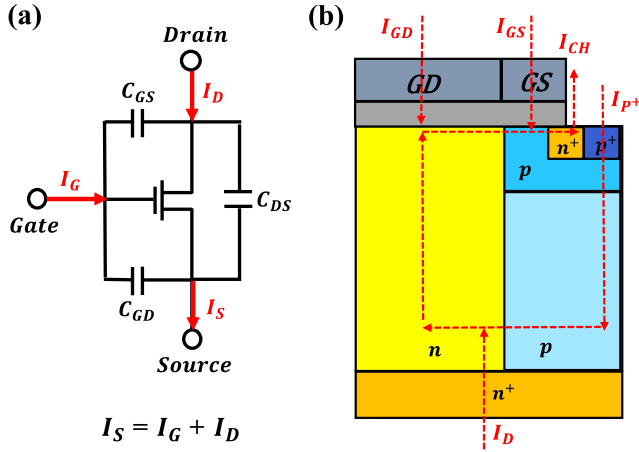 (a)
Drain
C_GS
I_D
I_G
Gate
C_DS
C_GD
I_S
Source
I_S = I_G + I_D
(b)
I_GD
I_GS
I_CH
I_P+
GD
GS
n+
p+
p
n
p
n+
I_D